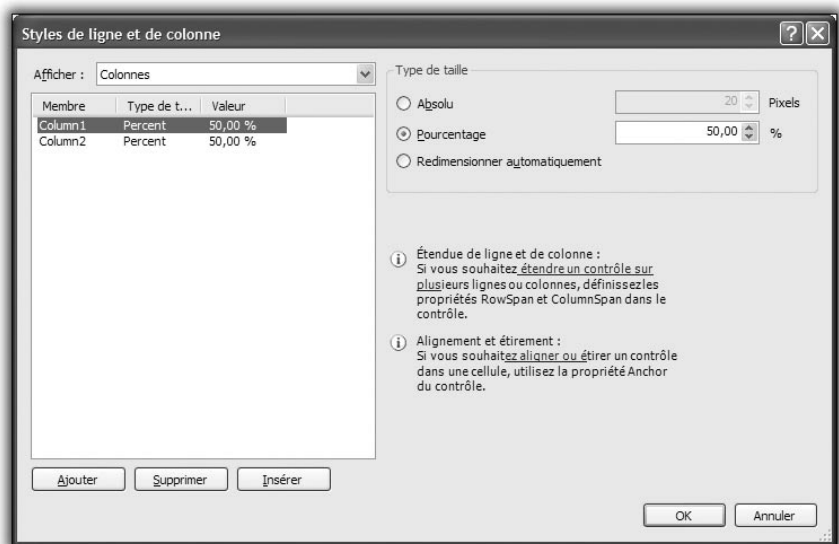 Styles de ligne et de colonne
Afficher : Colonnes
Membre Type de t... Valeur
Column1 Percent 50,00 %
Column2 Percent 50,00 %
Ajouter Supprimer Insérer
Type de taille
Absolu 20 Pixels
Pourcentage 50,00 %
Redimensionner automatiquement
Étendue de ligne et de colonne :
Si vous souhaitez étendre un contrôle sur
plusieurs lignes ou colonnes, définissezles
propriétés RowSpan et ColumnSpan dans le
contrôle.
Alignement et étirement :
Si vous souhaitez aligner ou étirer un contrôle
dans une cellule, utilisez la propriété Anchor
du contrôle.
OK Annuler